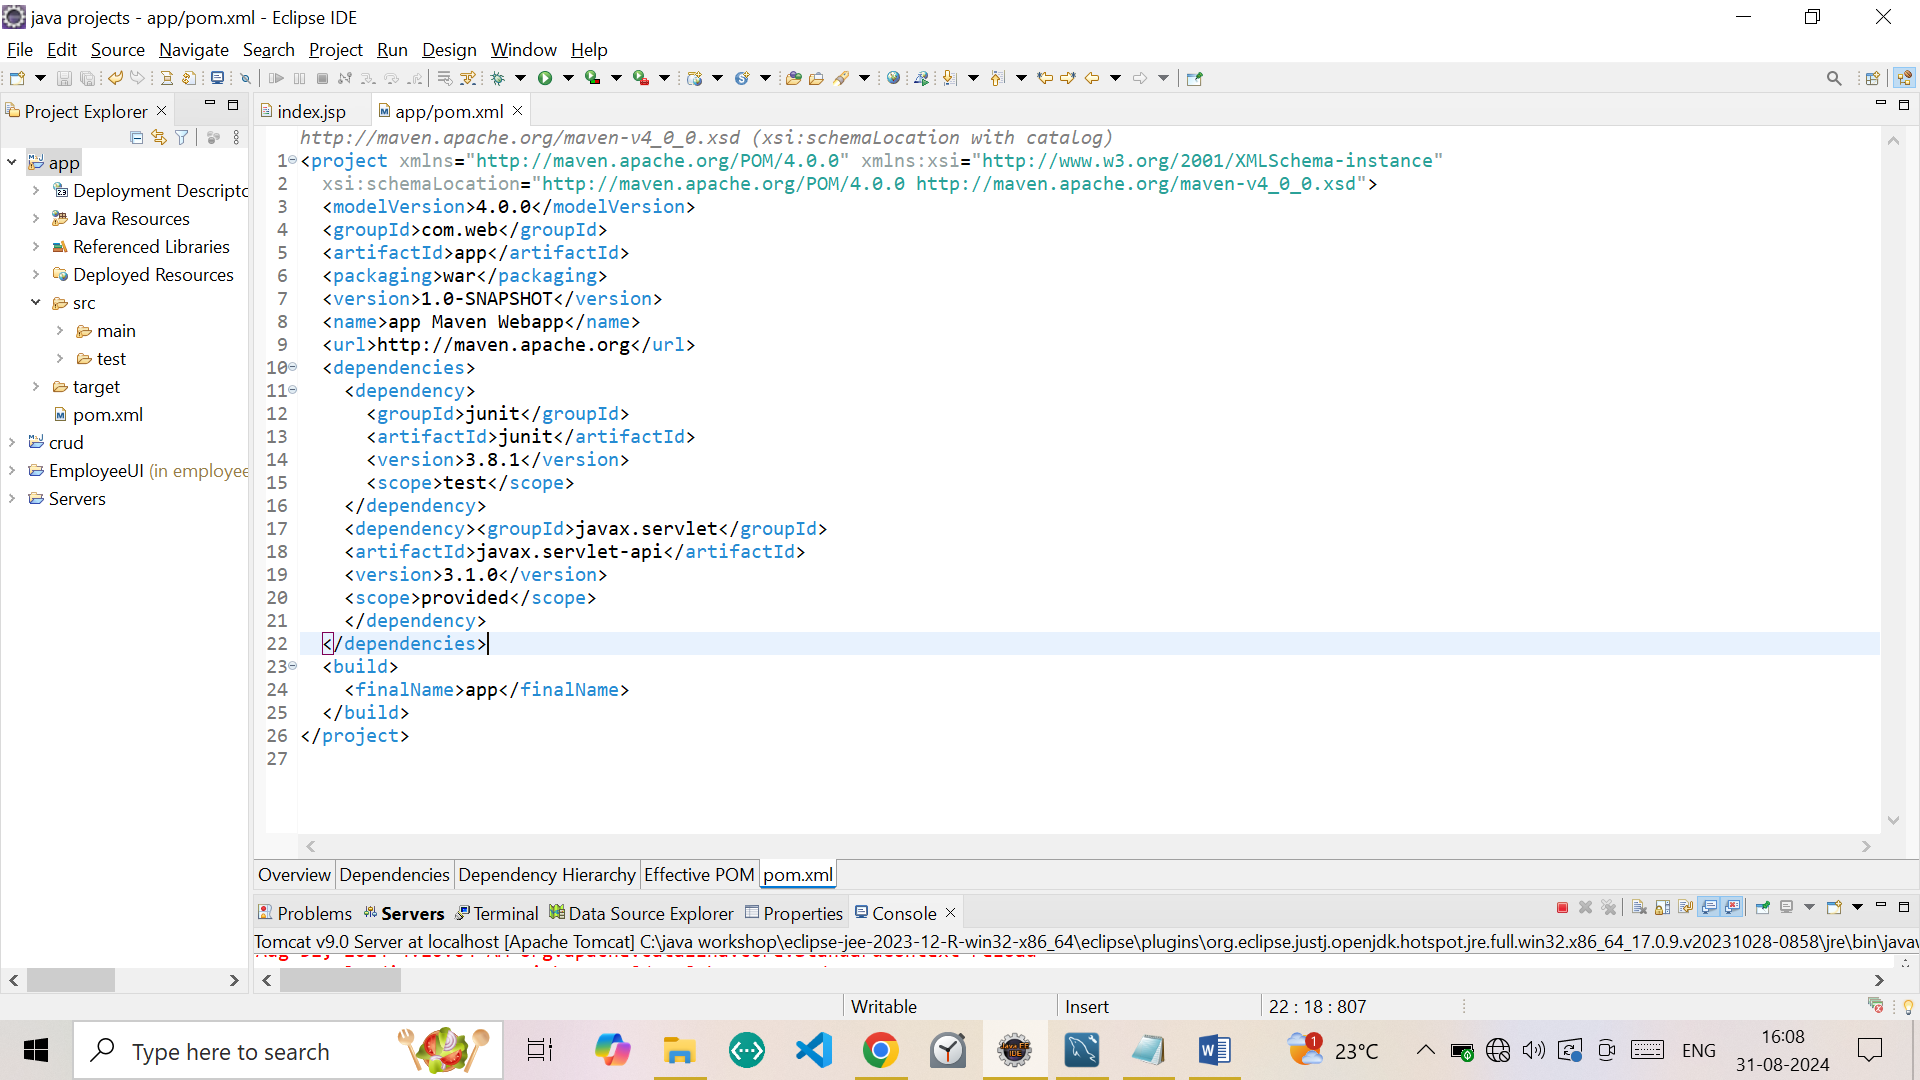 java projects - app/pom.xml - Eclipse IDE
File Edit Source Navigate Search Project Run Design Window Help
Project Explorer
index.jsp
app/pom.xml
app
Deployment Descripto
Java Resources
Referenced Libraries
Deployed Resources
src
main
test
target
pom.xml
crud
EmployeeUI (in employee
Servers
http://maven.apache.org/maven-v4_0_0.xsd (xsi:schemaLocation with catalog)
1 <project xmlns="http://maven.apache.org/POM/4.0.0" xmlns:xsi="http://www.w3.org/2001/XMLSchema-instance"
2 xsi:schemaLocation="http://maven.apache.org/POM/4.0.0 http://maven.apache.org/maven-v4_0_0.xsd">
3 <modelVersion>4.0.0</modelVersion>
4 <groupId>com.web</groupId>
5 <artifactId>app</artifactId>
6 <packaging>war</packaging>
7 <version>1.0-SNAPSHOT</version>
8 <name>app Maven Webapp</name>
9 <url>http://maven.apache.org</url>
10 <dependencies>
11 <dependency>
12 <groupId>junit</groupId>
13 <artifactId>junit</artifactId>
14 <version>3.8.1</version>
15 <scope>test</scope>
16 </dependency>
17 <dependency><groupId>javax.servlet</groupId>
18 <artifactId>javax.servlet-api</artifactId>
19 <version>3.1.0</version>
20 <scope>provided</scope>
21 </dependency>
22 </dependencies>
23 <build>
24 <finalName>app</finalName>
25 </build>
26 </project>
27
Overview Dependencies Dependency Hierarchy Effective POM pom.xml
Problems Servers Terminal Data Source Explorer Properties Console
Tomcat v9.0 Server at localhost [Apache Tomcat] C:\java workshop\eclipse-jee-2023-12-R-win32-x86_64\eclipse\plugins\org.eclipse.justj.openjdk.hotspot.jre.full.win32.x86_64_17.0.9.v20231028-0858\jre\bin\java
Writable Insert 22 : 18 : 807
Type here to search
1
23°C
ENG
16:08
31-08-2024